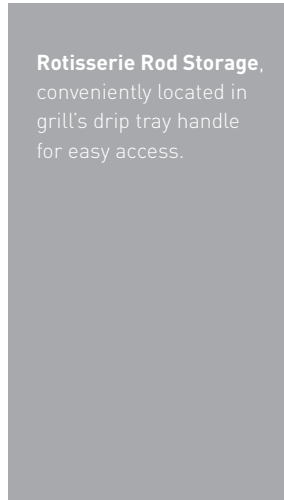 Rotisserie Rod Storage,
conveniently located in
grill's drip tray handle
for easy access.